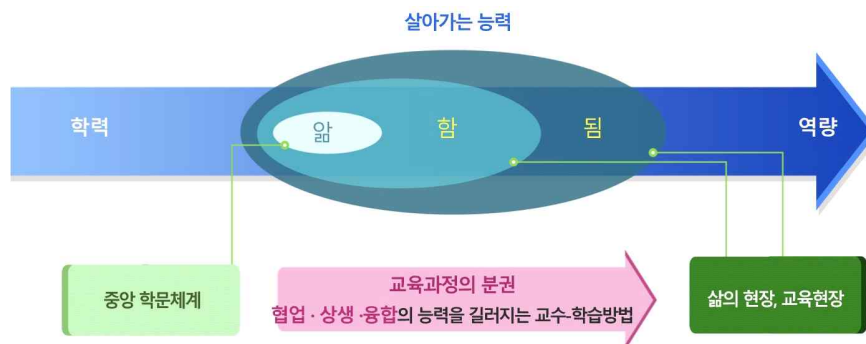 살아가는 능력
학력
앎
함
됨
역량
중앙 학문체계
교육과정의 분권
협업 · 상생 ·융합의 능력을 길러지는 교수-학습방법
삶의 현장, 교육현장